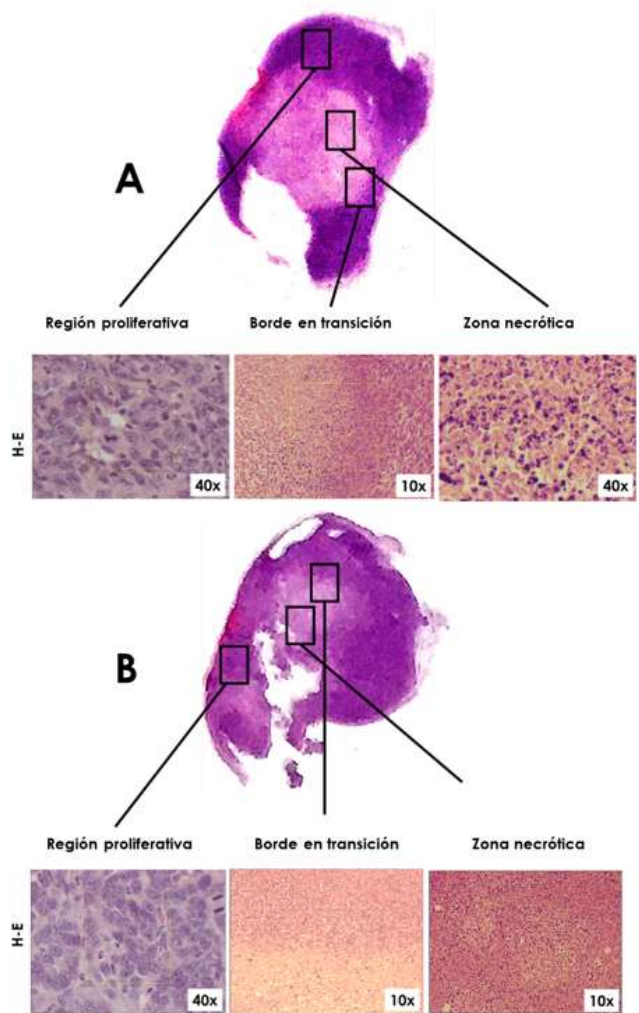 A
Región proliferativa Borde en transición Zona necrótica
H-E
40x 10x 40x
B
Región proliferativa Borde en transición Zona necrótica
H-E
40x 10x 10x